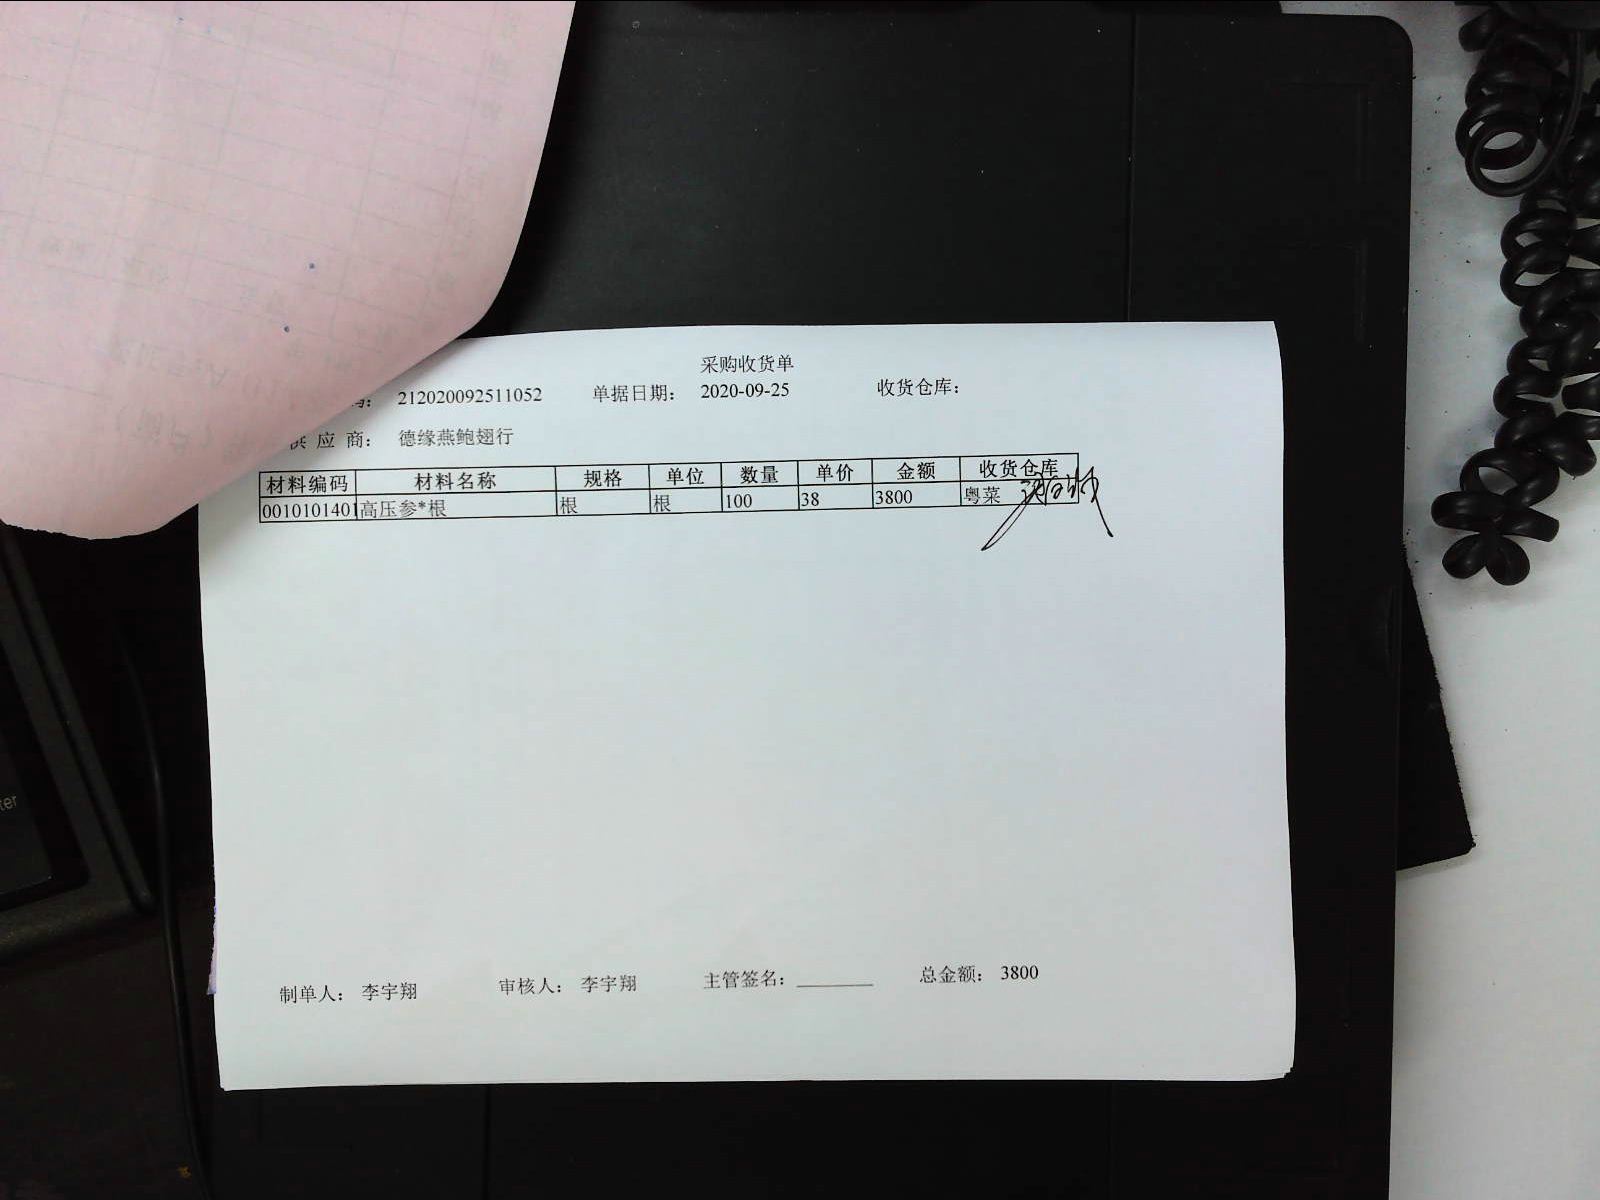 采购收货单
码： 212020092511052 单据日期： 2020-09-25 收货仓库：
供 应 商： 德缘燕鲍翅行
材料编码 材料名称 规格 单位 数量 单价 金额 收货仓库
0010101401 高压参*根 根 根 100 38 3800 粤菜
制单人： 李宇翔 审核人： 李宇翔 主管签名： ________ 总金额： 3800
ter